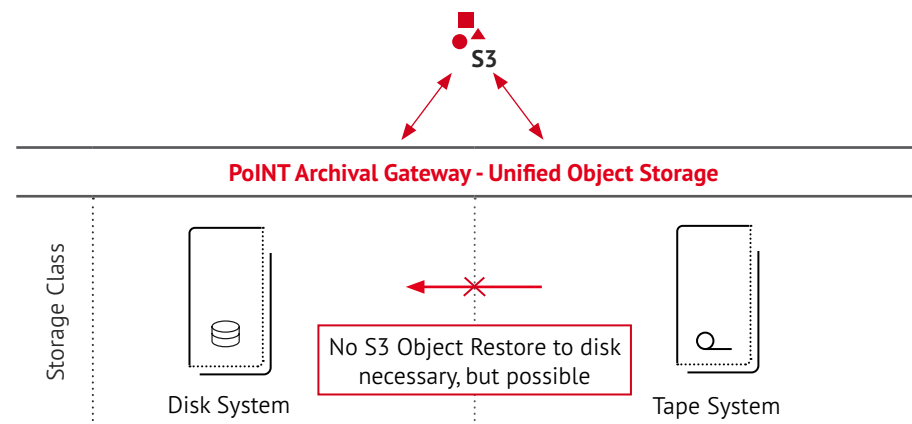 S3
PoINT Archival Gateway - Unified Object Storage
Storage Class
No S3 Object Restore to disk
necessary, but possible
Disk System
Tape System